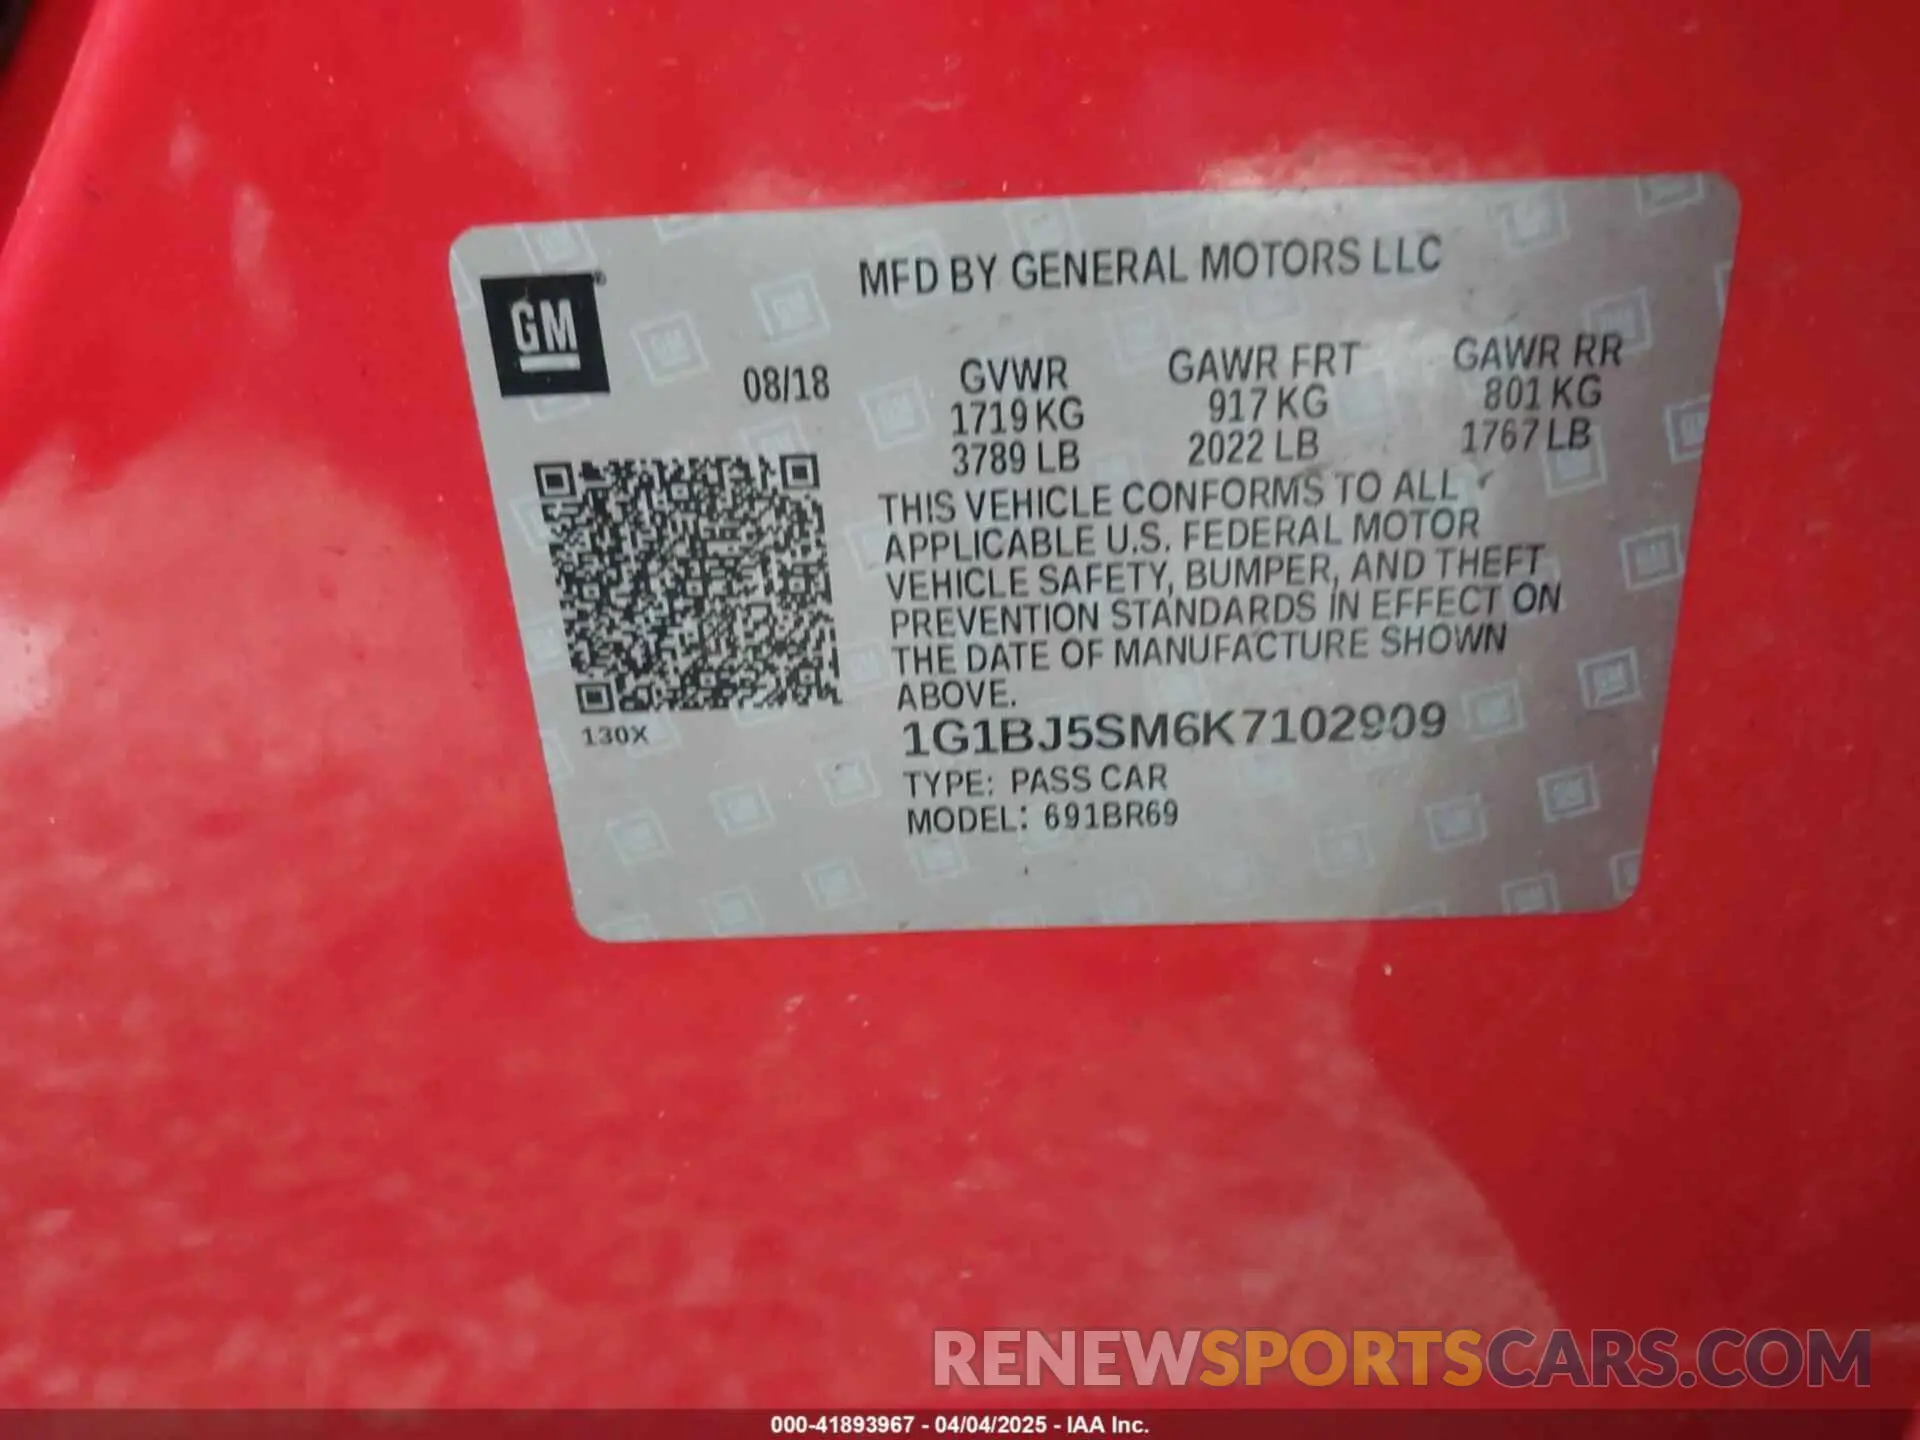 MFD BY GENERAL MOTORS LLC
GM®
08/18
GVWR GAWR FRT GAWR RR
1719 KG 917 KG 801 KG
3789 LB 2022 LB 1767 LB
THIS VEHICLE CONFORMS TO ALL
APPLICABLE U.S. FEDERAL MOTOR
VEHICLE SAFETY, BUMPER, AND THEFT
PREVENTION STANDARDS IN EFFECT ON
THE DATE OF MANUFACTURE SHOWN
ABOVE.
130X
1G1BJ5SM6K7102909
TYPE: PASS CAR
MODEL: 691BR69
RENEWSPORTSCARS.COM
000-41893967 - 04/04/2025 - IAA Inc.